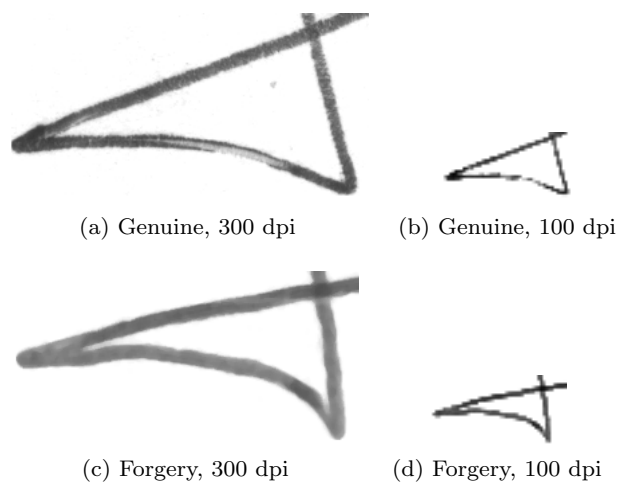 (a) Genuine, 300 dpi
(b) Genuine, 100 dpi
(c) Forgery, 300 dpi
(d) Forgery, 100 dpi